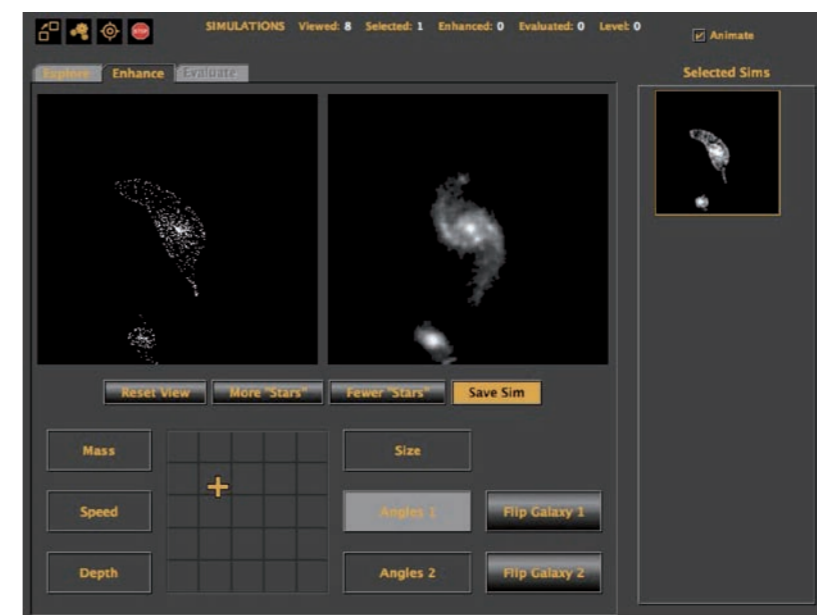 STOP
SIMULATIONS Viewed: 8 Selected: 1 Enhanced: 0 Evaluated: 0 Level: 0
Animate
Explore Enhance Evaluate
Selected Sims
Reset View More "Stars" Fewer "Stars" Save Sim
Mass Size
Speed Angles 1 Flip Galaxy 1
Depth Angles 2 Flip Galaxy 2